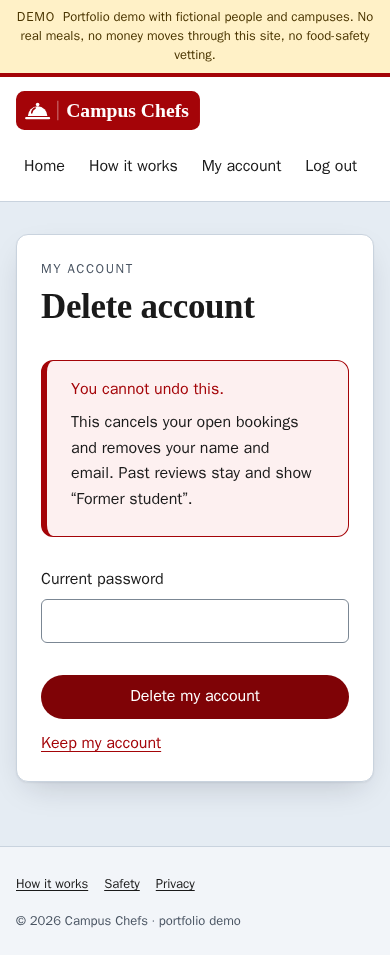 DEMO Portfolio demo with fictional people and campuses. No
real meals, no money moves through this site, no food-safety
vetting.
Campus Chefs
Home How it works My account Log out
MY ACCOUNT
Delete account
You cannot undo this.
This cancels your open bookings
and removes your name and
email. Past reviews stay and show
“Former student”.
Current password
Delete my account
Keep my account
How it works Safety Privacy
© 2026 Campus Chefs · portfolio demo